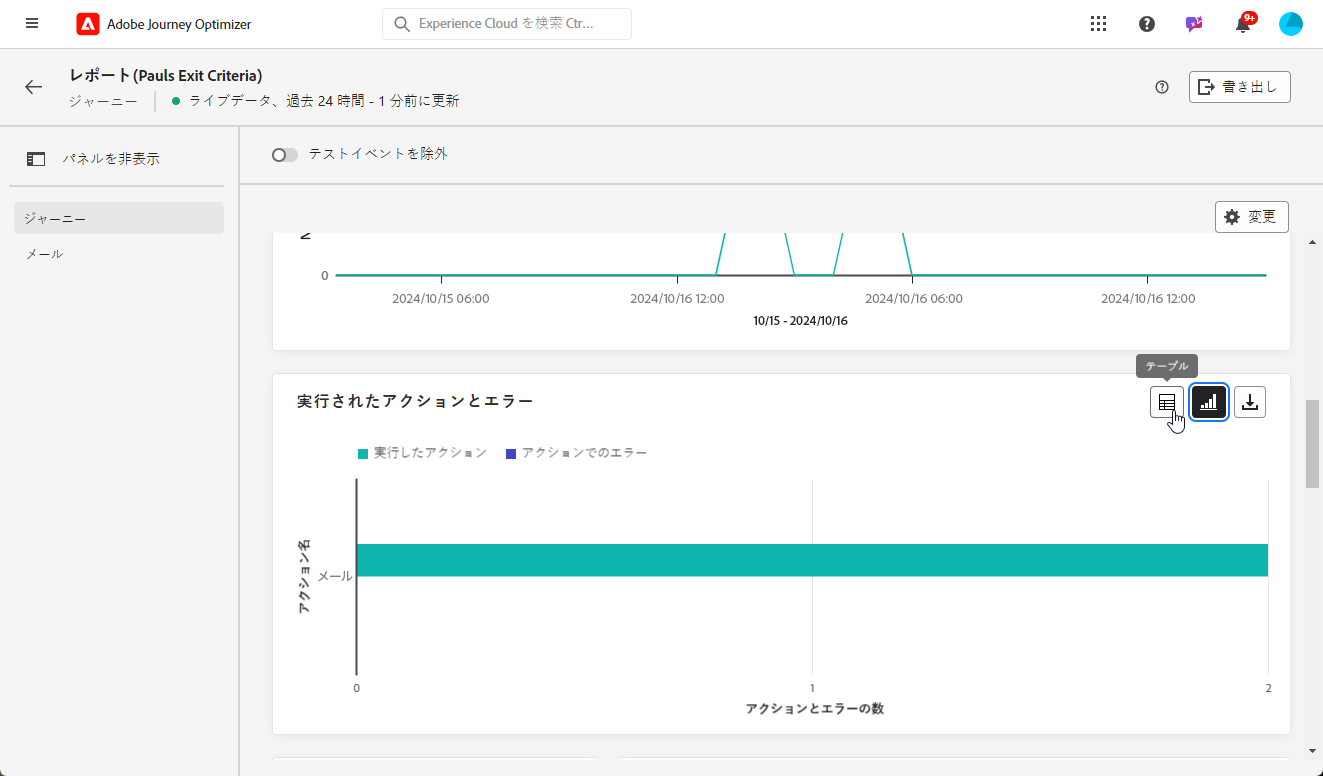 Adobe Journey Optimizer
Experience Cloud を検索 Ctr...
9+
レポート(Pauls Exit Criteria)
ジャーニー
ライブデータ、過去 24 時間 - 1 分前に更新
書き出し
パネルを非表示
テストイベントを除外
ジャーニー
メール
変更
0
2024/10/15 06:00
2024/10/16 12:00
2024/10/16 06:00
2024/10/16 12:00
10/15 - 2024/10/16
テーブル
実行されたアクションとエラー
実行したアクション
アクションでのエラー
アクション名
メール
0
1
2
アクションとエラーの数